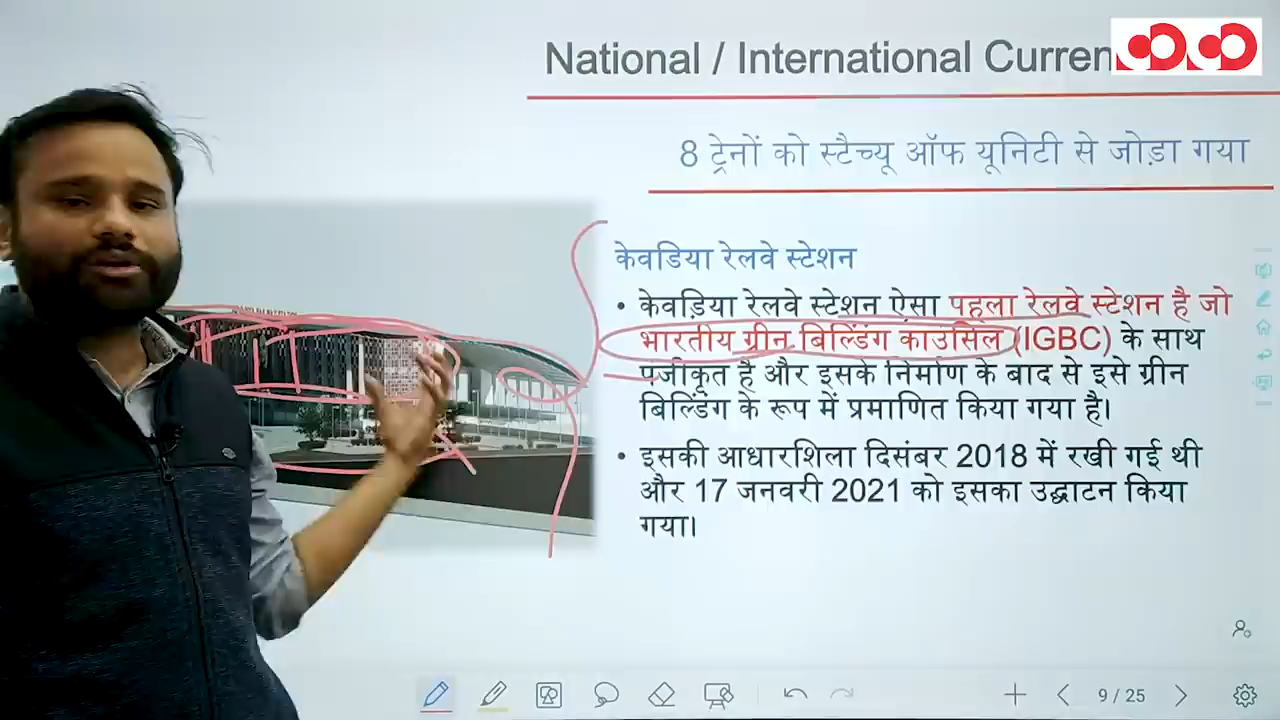 National / International Curren
8 ट्रेनों को स्टैच्यू ऑफ यूनिटी से जोड़ा गया
केवडिया रेलवे स्टेशन
• केवड़िया रेलवे स्टेशन ऐसा पहला रेलवे स्टेशन है जो
भारतीय ग्रीन बिल्डिंग काउंसिल (IGBC) के साथ
पंजीकृत है और इसके निर्माण के बाद से इसे ग्रीन
बिल्डिंग के रूप में प्रमाणित किया गया है।
• इसकी आधारशिला दिसंबर 2018 में रखी गई थी
और 17 जनवरी 2021 को इसका उद्घाटन किया
गया।
9 / 25